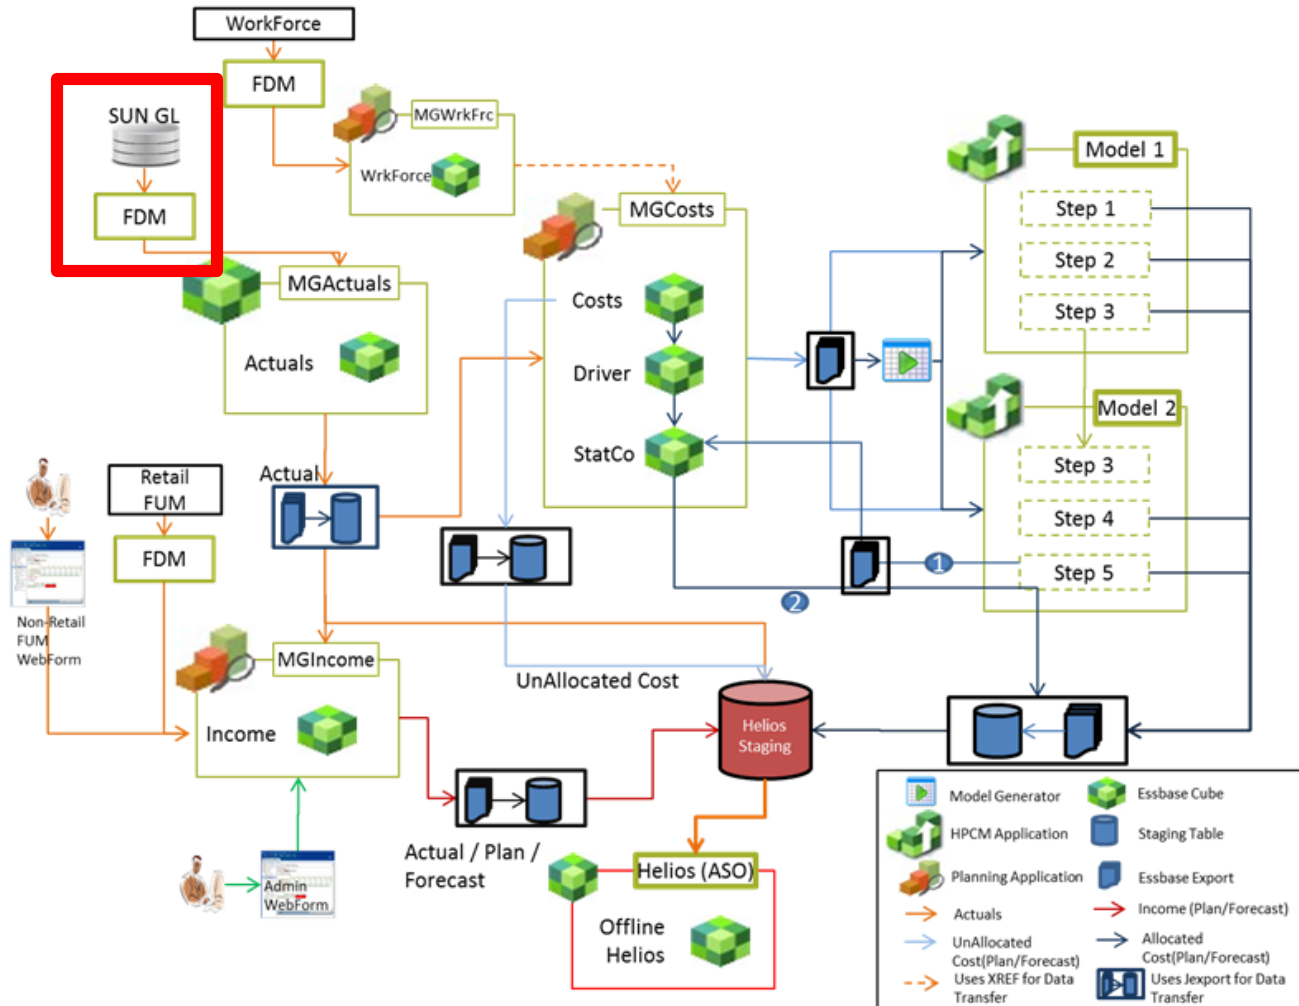 WorkForce
FDM
SUN GL
FDM
MGWrkFrc
WrkForce
MGActuals
Actuals
MGCosts
Costs
Driver
StatCo
Model 1
Step 1
Step 2
Step 3
Model 2
Step 3
Step 4
Step 5
1
2
Actual
Retail
FUM
FDM
Non-Retail
FUM
WebForm
MGIncome
Income
UnAllocated Cost
Helios
Staging
Actual / Plan /
Forecast
Admin
WebForm
Helios (ASO)
Offline
Helios
Model Generator
Essbase Cube
HPCM Application
Staging Table
Planning Application
Essbase Export
Actuals
Income (Plan/Forecast)
UnAllocated
Cost(Plan/Forecast)
Allocated
Cost(Plan/Forecast)
Uses XREF for Data
Transfer
Uses Jexport for Data
Transfer